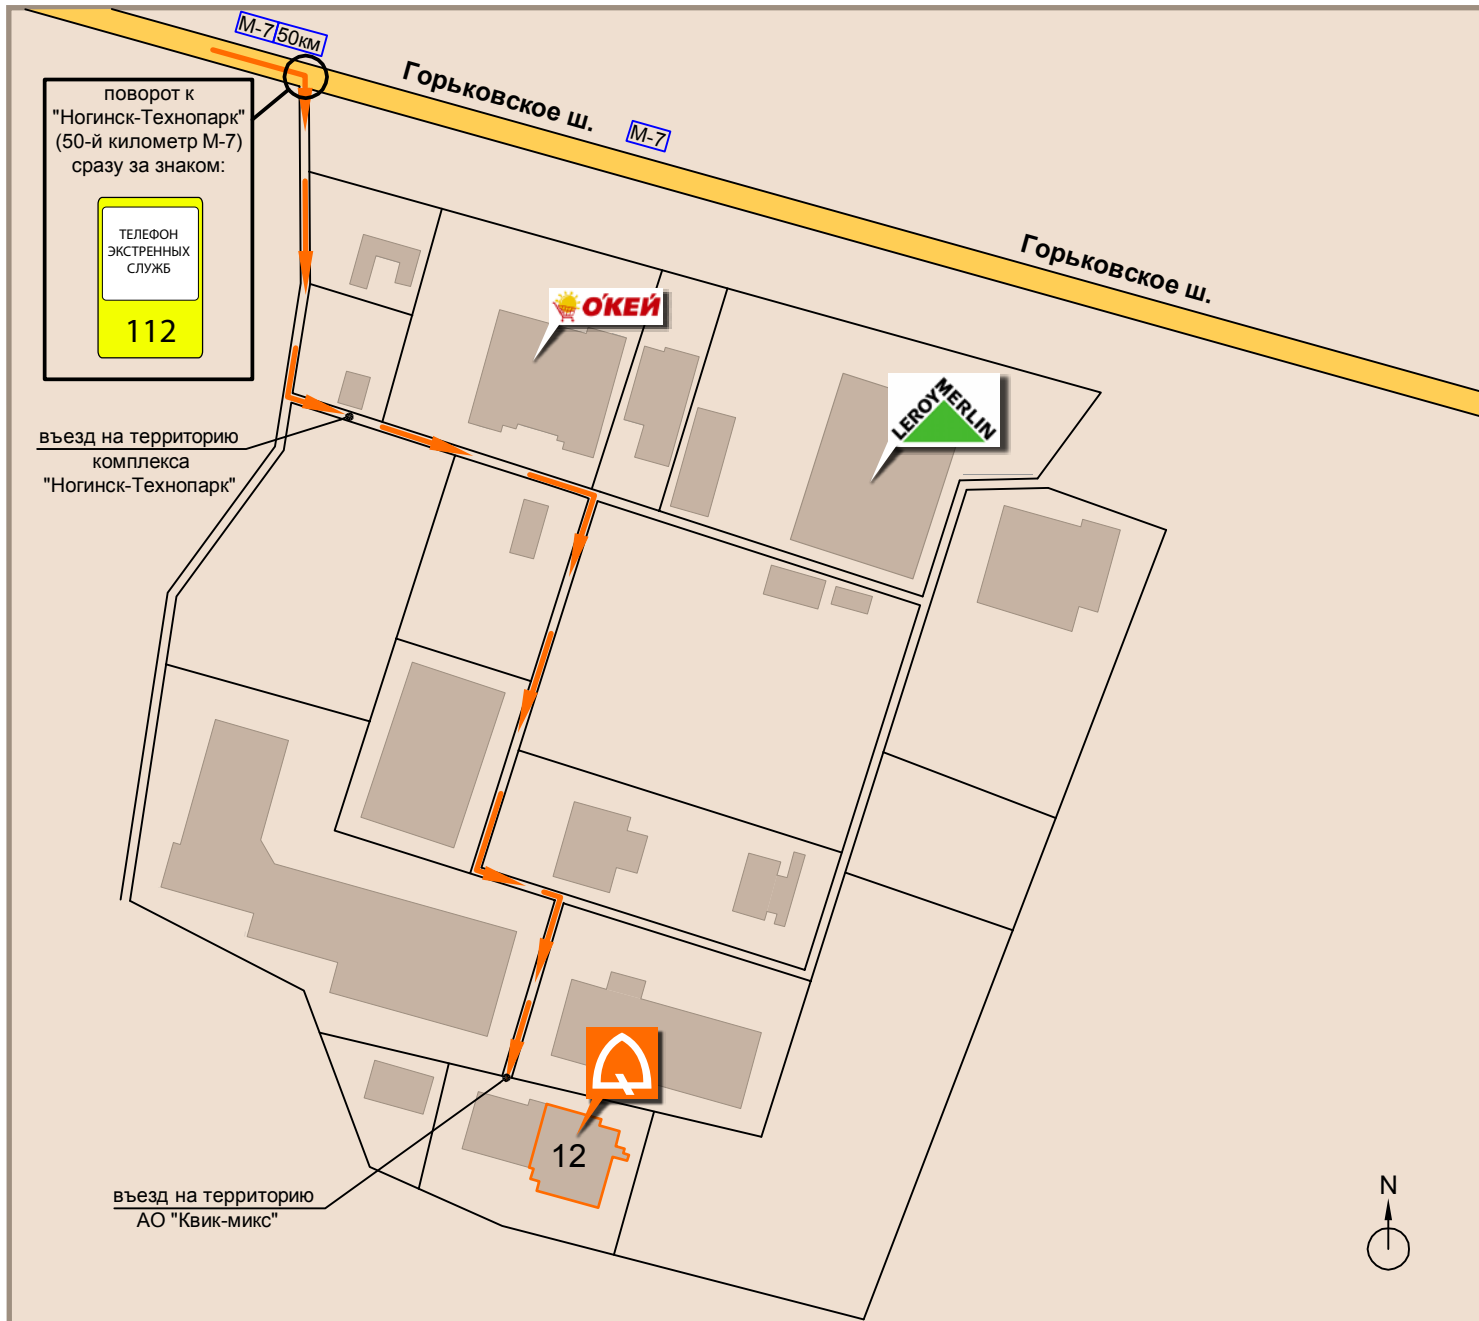 М-7 50км
Горьковское ш.
М-7
поворот к
"Ногинск-Технопарк"
(50-й километр М-7)
сразу за знаком:
ТЕЛЕФОН
ЭКСТРЕННЫХ
СЛУЖБ
112
Горьковское ш.
О'КЕЙ
LEROY MERLIN
въезд на территорию
комплекса
"Ногинск-Технопарк"
12
въезд на территорию
АО "Квик-микс"
N